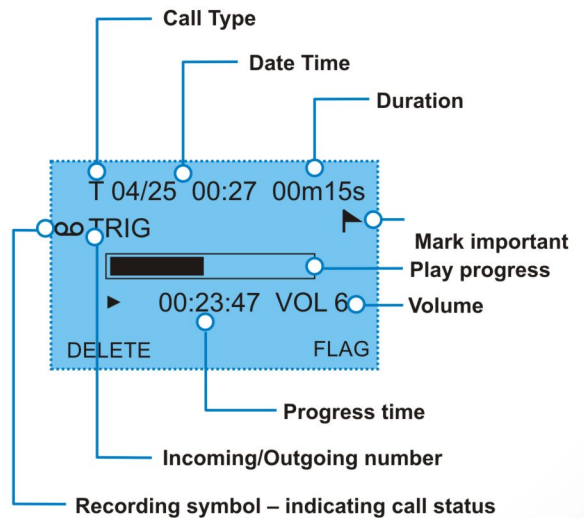 Call Type
Date Time
Duration
T 04/25 00:27 00m15s
TRIG
Mark important
Play progress
00:23:47 VOL 6
Volume
DELETE FLAG
Progress time
Incoming/Outgoing number
Recording symbol – indicating call status